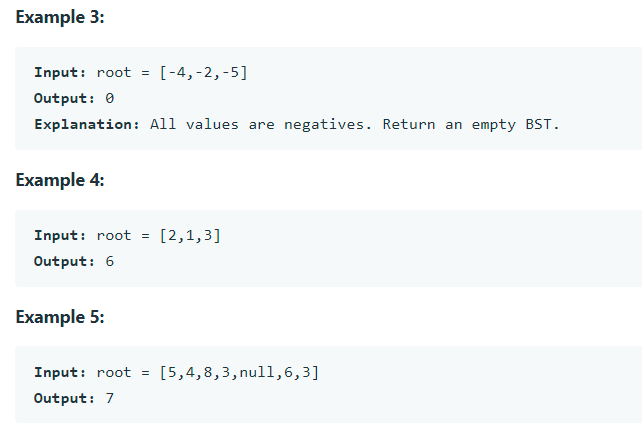 Example 3:
Input: root = [-4,-2,-5]
Output: 0
Explanation: All values are negatives. Return an empty BST.
Example 4:
Input: root = [2,1,3]
Output: 6
Example 5:
Input: root = [5,4,8,3,null,6,3]
Output: 7